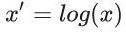 x′ = log(x)